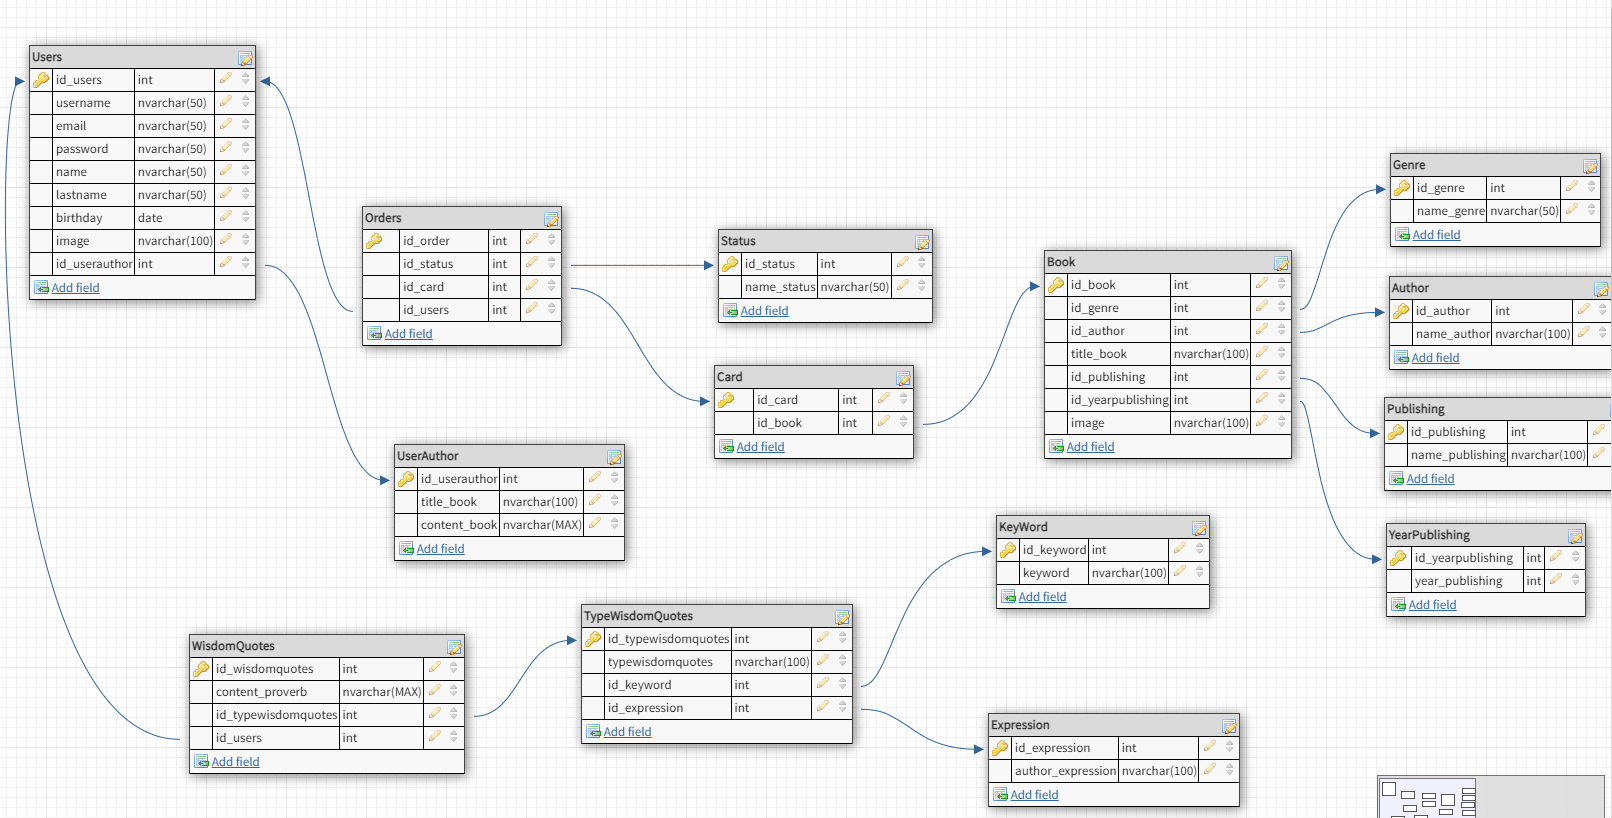 Users
id_users int
username nvarchar(50)
email nvarchar(50)
password nvarchar(50)
name nvarchar(50)
lastname nvarchar(50)
birthday date
image nvarchar(100)
id_userauthor int
Add field
Orders
id_order int
id_status int
id_card int
id_users int
Add field
Status
id_status int
name_status nvarchar(50)
Add field
Card
id_card int
id_book int
Add field
Book
id_book int
id_genre int
id_author int
title_book nvarchar(100)
id_publishing int
id_yearpublishing int
image nvarchar(100)
Add field
Genre
id_genre int
name_genre nvarchar(50)
Add field
Author
id_author int
name_author nvarchar(100)
Add field
Publishing
id_publishing int
name_publishing nvarchar(100)
Add field
YearPublishing
id_yearpublishing int
year_publishing int
Add field
UserAuthor
id_userauthor int
title_book nvarchar(100)
content_book nvarchar(MAX)
Add field
KeyWord
id_keyword int
keyword nvarchar(100)
Add field
TypeWisdomQuotes
id_typewisdomquotes int
typewisdomquotes nvarchar(100)
id_keyword int
id_expression int
Add field
WisdomQuotes
id_wisdomquotes int
content_proverb nvarchar(MAX)
id_typewisdomquotes int
id_users int
Add field
Expression
id_expression int
author_expression nvarchar(100)
Add field